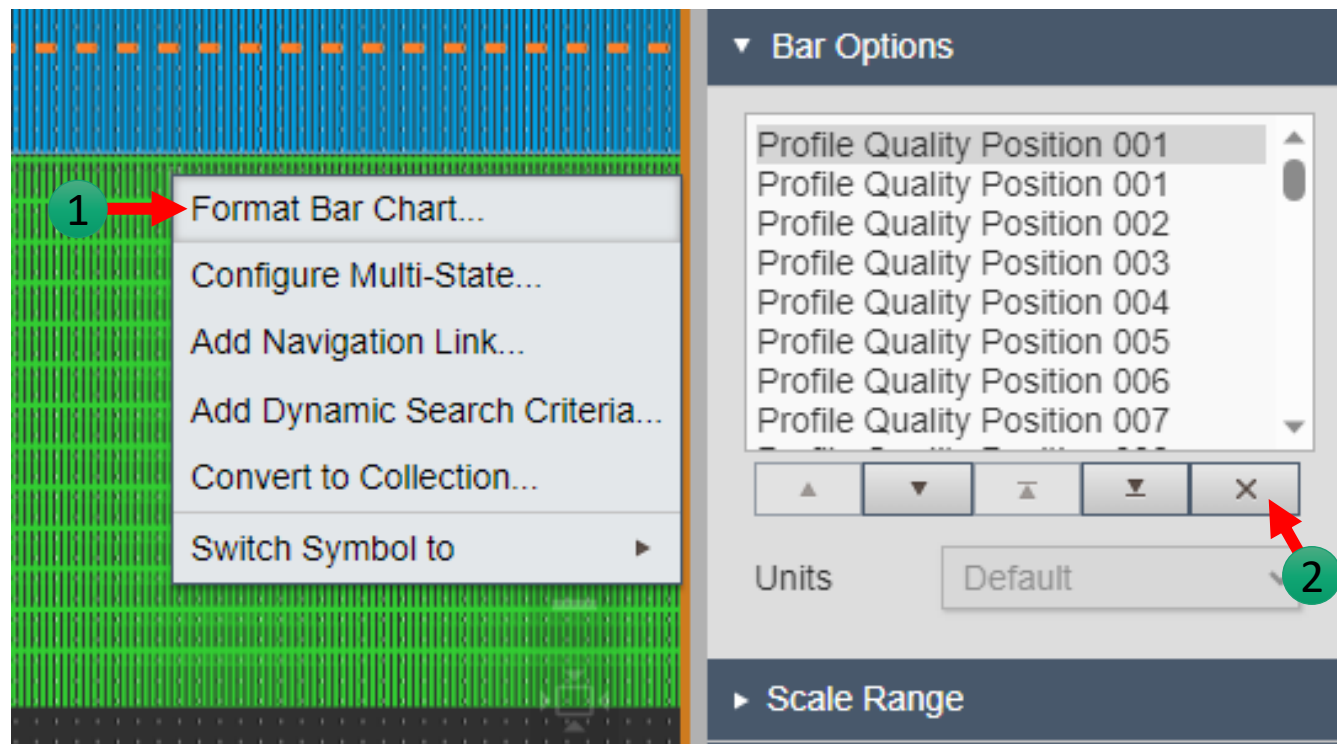 Bar Options
Profile Quality Position 001
Profile Quality Position 001
Profile Quality Position 002
Profile Quality Position 003
Profile Quality Position 004
Profile Quality Position 005
Profile Quality Position 006
Profile Quality Position 007
1
Format Bar Chart...
Configure Multi-State...
Add Navigation Link...
Add Dynamic Search Criteria...
Convert to Collection...
Switch Symbol to
Units
Default
2
Scale Range